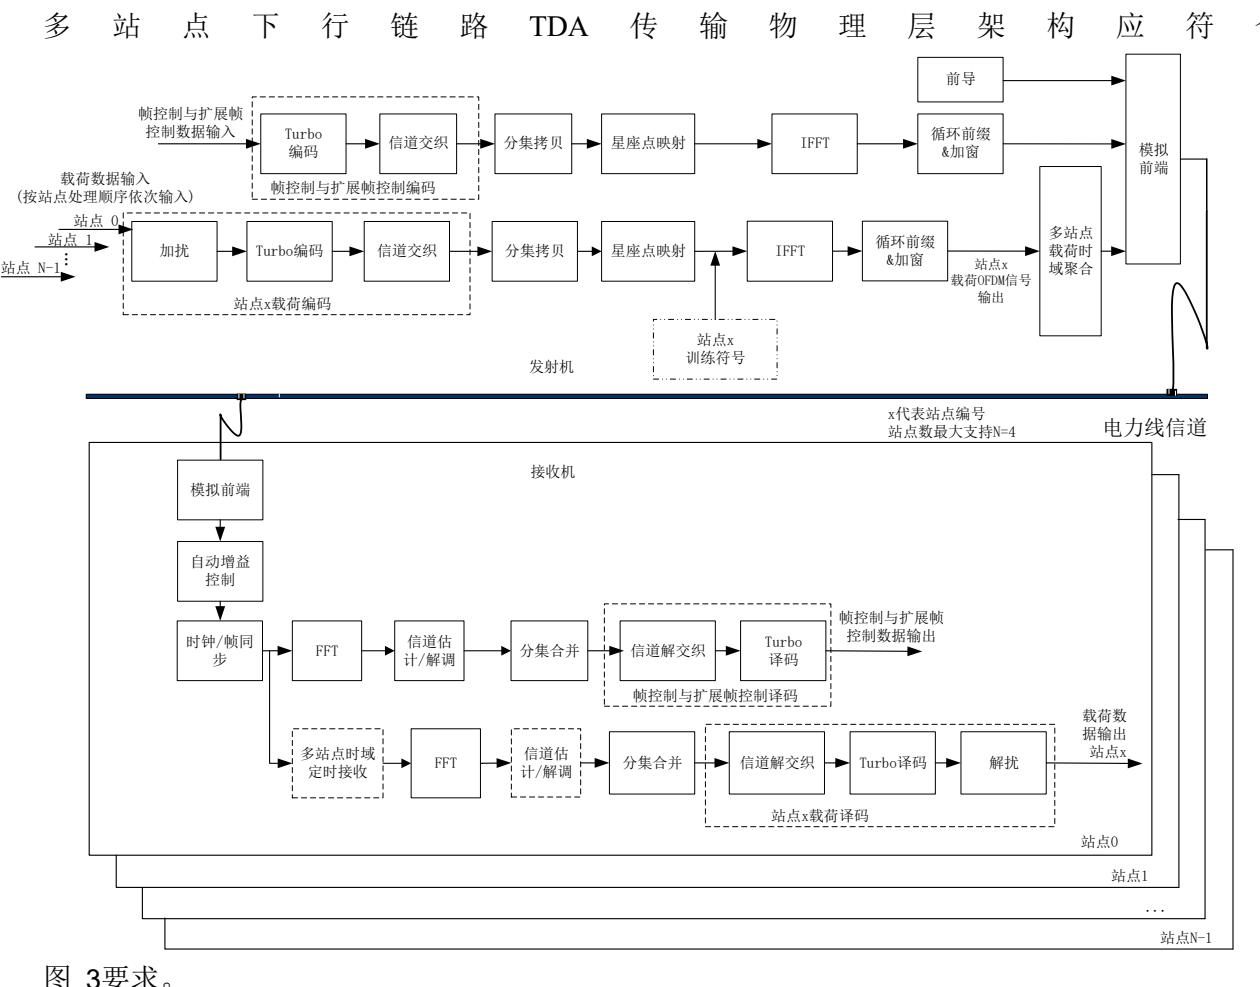 多站点下行链路TDA传输物理层架构应符
前导
帧控制与扩展帧
控制数据输入
Turbo
编码
信道交织
分集拷贝
星座点映射
IFFT
循环前缀
&加窗
模拟
前端
帧控制与扩展帧控制编码
载荷数据输入
(按站点处理顺序依次输入)
站点 0
站点 1
⋮
站点 N-1
加扰
Turbo编码
信道交织
分集拷贝
星座点映射
IFFT
循环前缀
&加窗
站点x
载荷OFDM信号
输出
多站点
载荷时
域聚合
站点x载荷编码
站点x
训练符号
发射机
x代表站点编号
站点数最大支持N=4
电力线信道
接收机
模拟前端
自动增益
控制
时钟/帧同
步
FFT
信道估
计/解调
分集合并
信道解交织
Turbo
译码
帧控制与扩展帧
控制数据输出
帧控制与扩展帧控制译码
多站点时域
定时接收
FFT
信道估
计/解调
分集合并
信道解交织
Turbo译码
解扰
载荷数
据输出
站点x
站点x载荷译码
站点0
站点1
...
站点N-1
图 3要求。